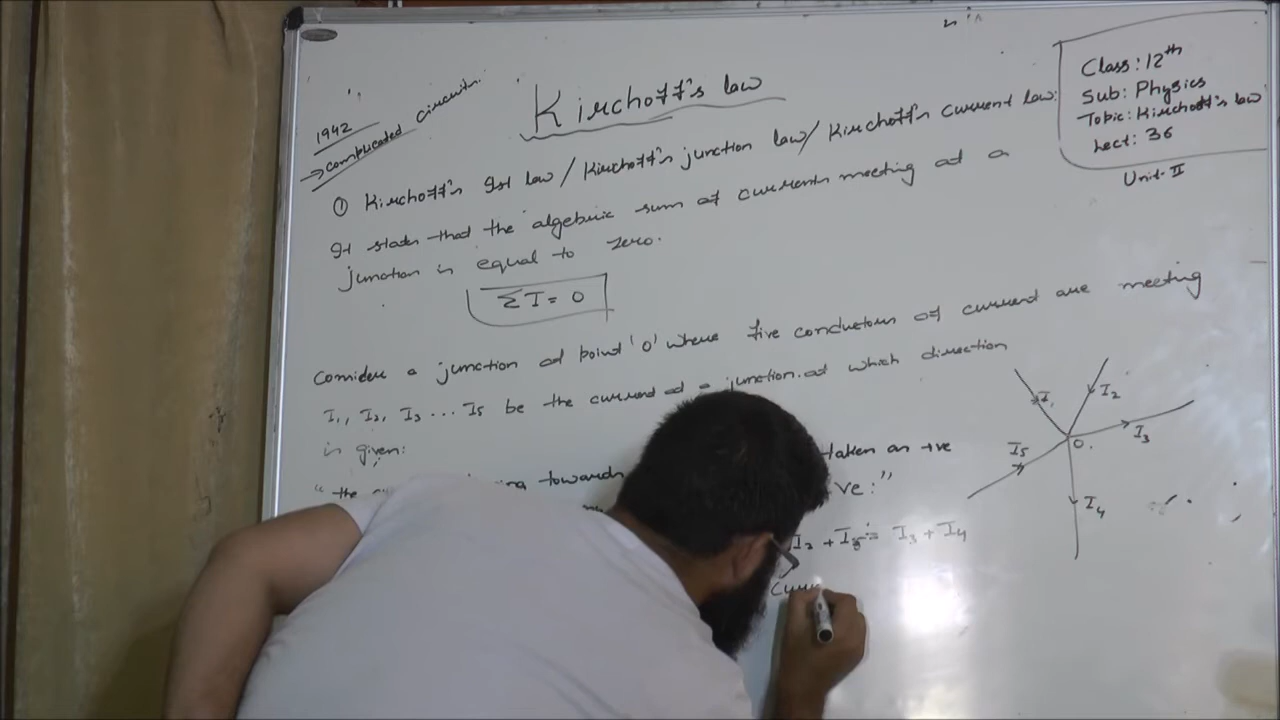 Kirchoff's law
1942
→ complicated circuits.
Class: 12th
Sub: Physics
Topic: Kirchoff's law
Lect: 36
Unit-II
① Kirchoff's Ist law / Kirchoff's junction law / Kirchoff's current law:
It states that the algebric sum of currents meeting at a
junction is equal to zero.
ΣI = 0
Consider a junction at point 'O' where five conductors of current are meeting
I1, I2, I3 ... I5 be the current at a junction. at which direction
is given:
"the towards taken as +ve
ve:"
I2 + I5 = I3 + I4
I1
I2
I3
O.
I5
I4